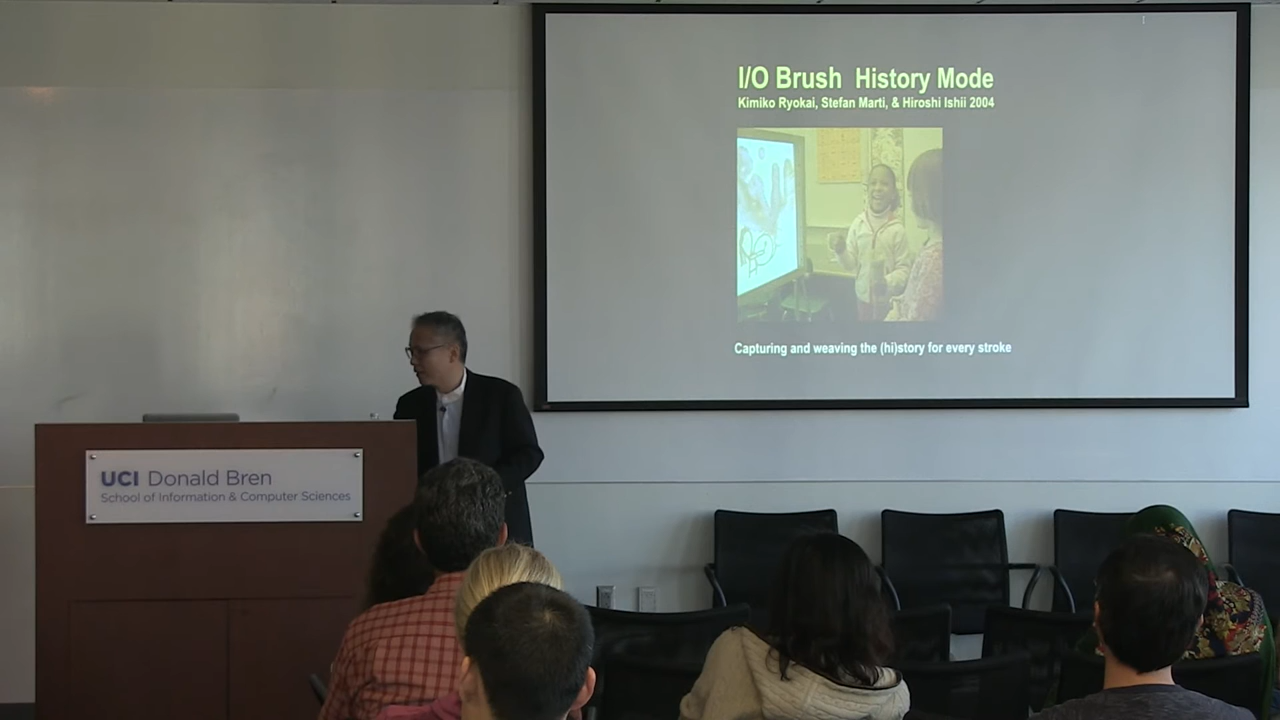 I/O Brush History Mode
Kimiko Ryokai, Stefan Marti, & Hiroshi Ishii 2004
Capturing and weaving the (hi)story for every stroke
UCI Donald Bren
School of Information & Computer Sciences